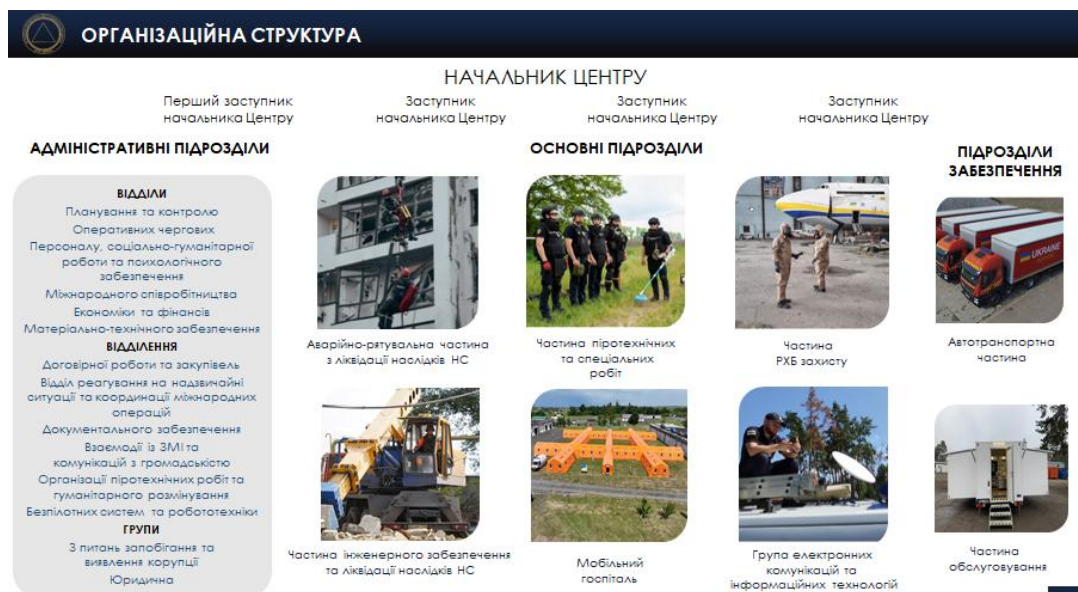 ОРГАНІЗАЦІЙНА СТРУКТУРА
НАЧАЛЬНИК ЦЕНТРУ
Перший заступник
начальника Центру
Заступник
начальника Центру
Заступник
начальника Центру
Заступник
начальника Центру
АДМІНІСТРАТИВНІ ПІДРОЗДІЛИ
ВІДДІЛИ
Планування та контролю
Оперативних чергових
Персоналу, соціально-гуманітарної
роботи та психологічного
забезпечення
Міжнародного співробітництва
Економіки та фінансів
Матеріально-технічного забезпечення
ВІДДІЛЕННЯ
Договірної роботи та закупівель
Відділ реагування на надзвичайні
ситуації та координації міжнародних
операцій
Документального забезпечення
Взаємодії із ЗМІ та
комунікацій з громадськістю
Організації піротехнічних робіт та
гуманітарного розмінування
Безпілотних систем та робототехніки
ГРУПИ
З питань запобігання та
виявлення корупції
Юридична
ОСНОВНІ ПІДРОЗДІЛИ
Аварійно-рятувальна частина
з ліквідації наслідків НС
Частина піротехнічних
та спеціальних
робіт
Частина
РХБ захисту
Частина інженерного забезпечення
та ліквідації наслідків НС
Мобільний
госпіталь
Група електронних
комунікацій та
інформаційних технологій
ПІДРОЗДІЛИ
ЗАБЕЗПЕЧЕННЯ
UKRAINE
Автотранспортна
частина
Частина
обслуговування